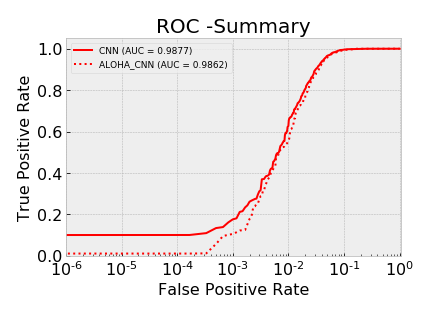 ROC -Summary
CNN (AUC = 0.9877)
ALOHA_CNN (AUC = 0.9862)
True Positive Rate
1.0
0.8
0.6
0.4
0.2
0.0
10^-6 10^-5 10^-4 10^-3 10^-2 10^-1 10^0
False Positive Rate